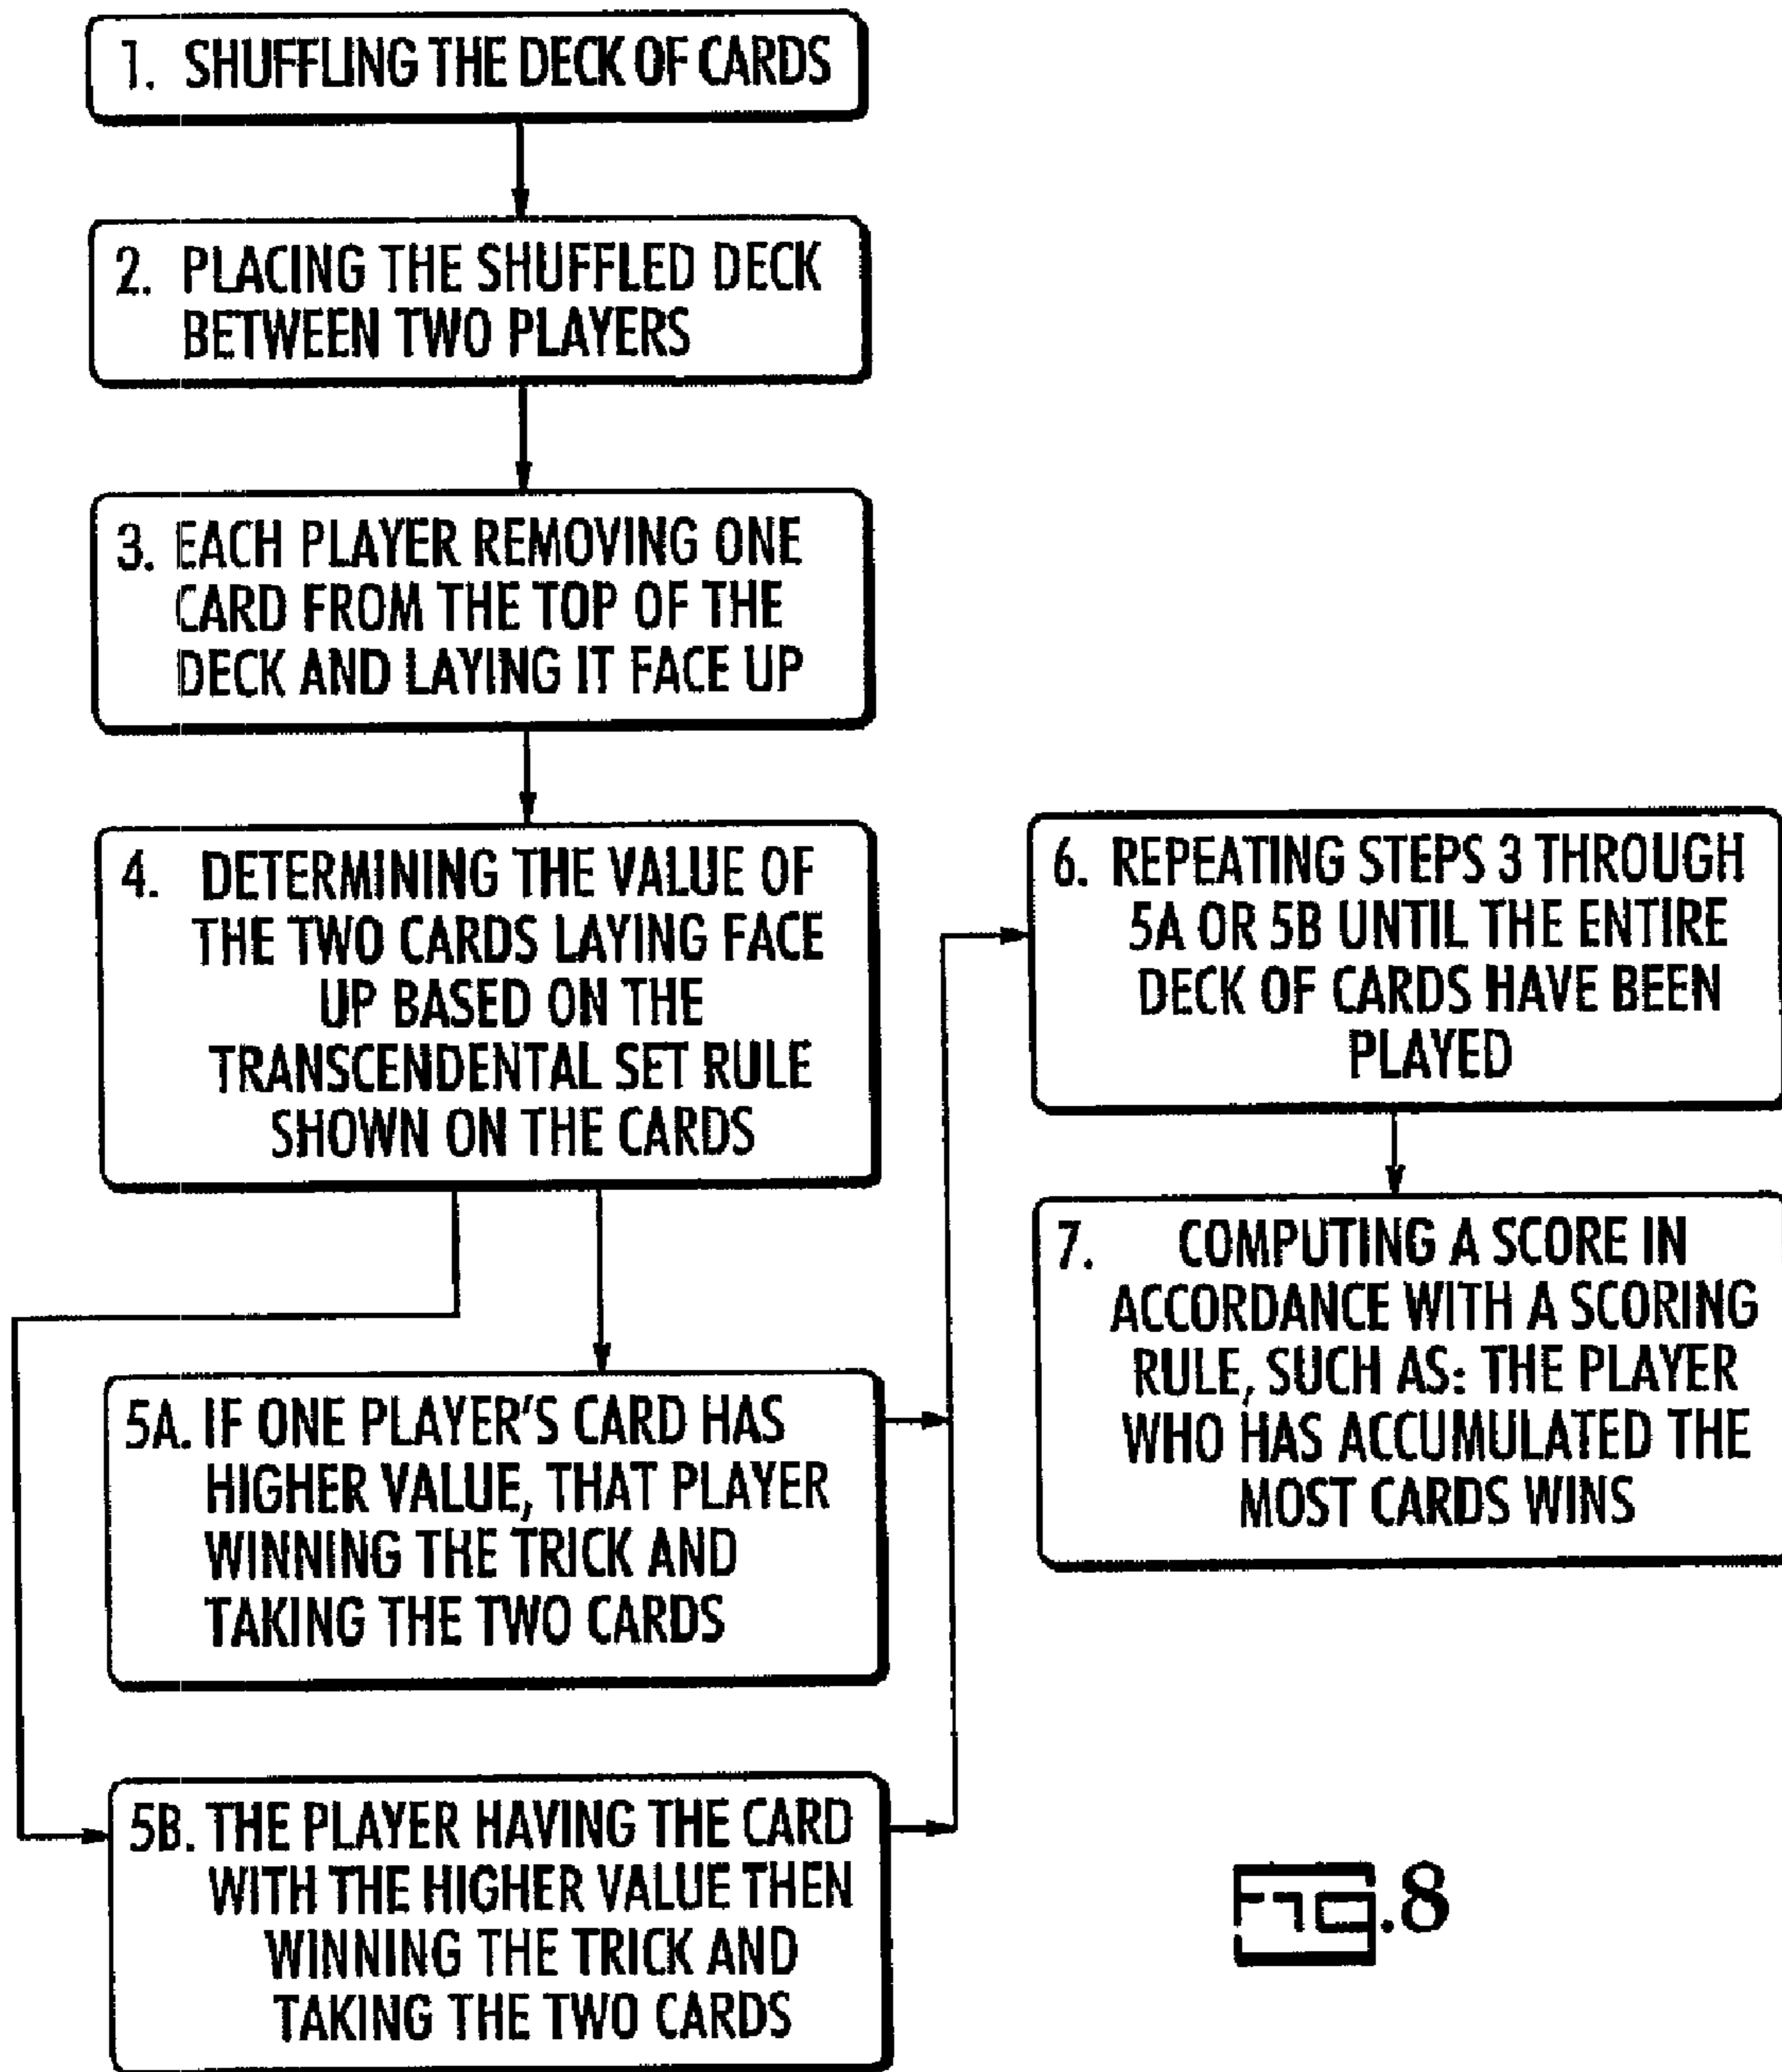 1. SHUFFLING THE DECK OF CARDS
2. PLACING THE SHUFFLED DECK
BETWEEN TWO PLAYERS
3. EACH PLAYER REMOVING ONE
CARD FROM THE TOP OF THE
DECK AND LAYING IT FACE UP
4. DETERMINING THE VALUE OF
THE TWO CARDS LAYING FACE
UP BASED ON THE
TRANSCENDENTAL SET RULE
SHOWN ON THE CARDS
5A. IF ONE PLAYER'S CARD HAS
HIGHER VALUE, THAT PLAYER
WINNING THE TRICK AND
TAKING THE TWO CARDS
5B. THE PLAYER HAVING THE CARD
WITH THE HIGHER VALUE THEN
WINNING THE TRICK AND
TAKING THE TWO CARDS
6. REPEATING STEPS 3 THROUGH
5A OR 5B UNTIL THE ENTIRE
DECK OF CARDS HAVE BEEN
PLAYED
7. COMPUTING A SCORE IN
ACCORDANCE WITH A SCORING
RULE, SUCH AS: THE PLAYER
WHO HAS ACCUMULATED THE
MOST CARDS WINS
FIG.8